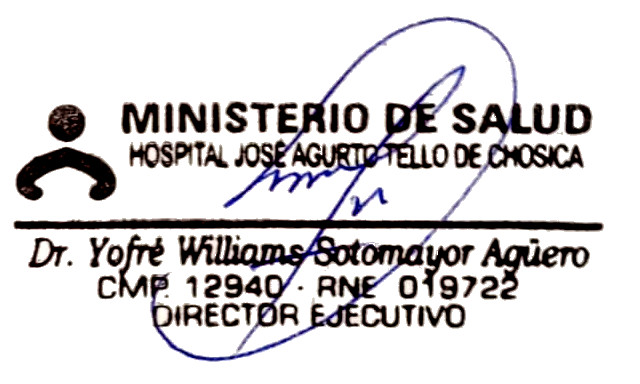 MINISTERIO DE SALUD
HOSPITAL JOSÉ AGURTO TELLO DE CHOSICA
Dr. Yofré Williams Sotomayor Agüero
CMP 12940 - RNE 019722
DIRECTOR EJECUTIVO